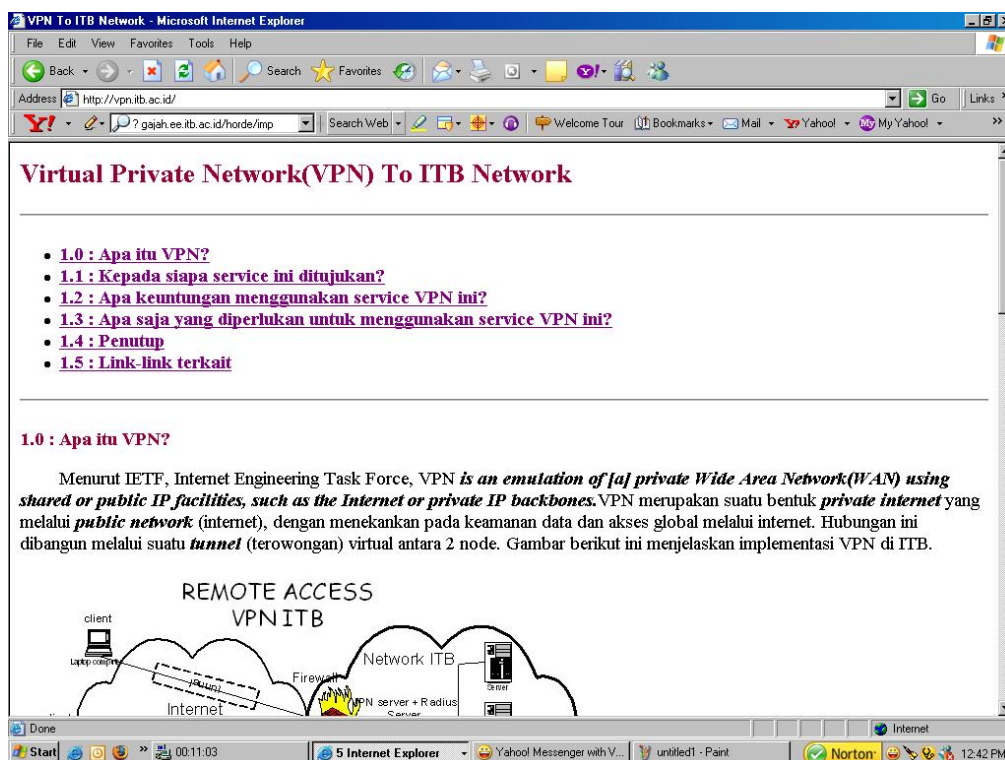 VPN To ITB Network - Microsoft Internet Explorer
File Edit View Favorites Tools Help
Back Search Favorites
Address http://vpn.itb.ac.id/ Go Links »
Y! ? gajah.ee.itb.ac.id/horde/imp Search Web Welcome Tour Bookmarks Mail Yahoo! My Yahoo! »
Virtual Private Network(VPN) To ITB Network
1.0 : Apa itu VPN?
1.1 : Kepada siapa service ini ditujukan?
1.2 : Apa keuntungan menggunakan service VPN ini?
1.3 : Apa saja yang diperlukan untuk menggunakan service VPN ini?
1.4 : Penutup
1.5 : Link-link terkait
1.0 : Apa itu VPN?
Menurut IETF, Internet Engineering Task Force, VPN is an emulation of [a] private Wide Area Network(WAN) using
shared or public IP facilities, such as the Internet or private IP backbones.VPN merupakan suatu bentuk private internet yang
melalui public network (internet), dengan menekankan pada keamanan data dan akses global melalui internet. Hubungan ini
dibangun melalui suatu tunnel (terowongan) virtual antara 2 node. Gambar berikut ini menjelaskan implementasi VPN di ITB.
REMOTE ACCESS
VPN ITB
client
Laptop computer
tunnel
Internet
Firewall
Network ITB
VPN server + Radius
Server
Server
Done Internet
Start » 00:11:03 5 Internet Explorer Yahoo! Messenger with V... untitled1 - Paint Norton 12:42 PM